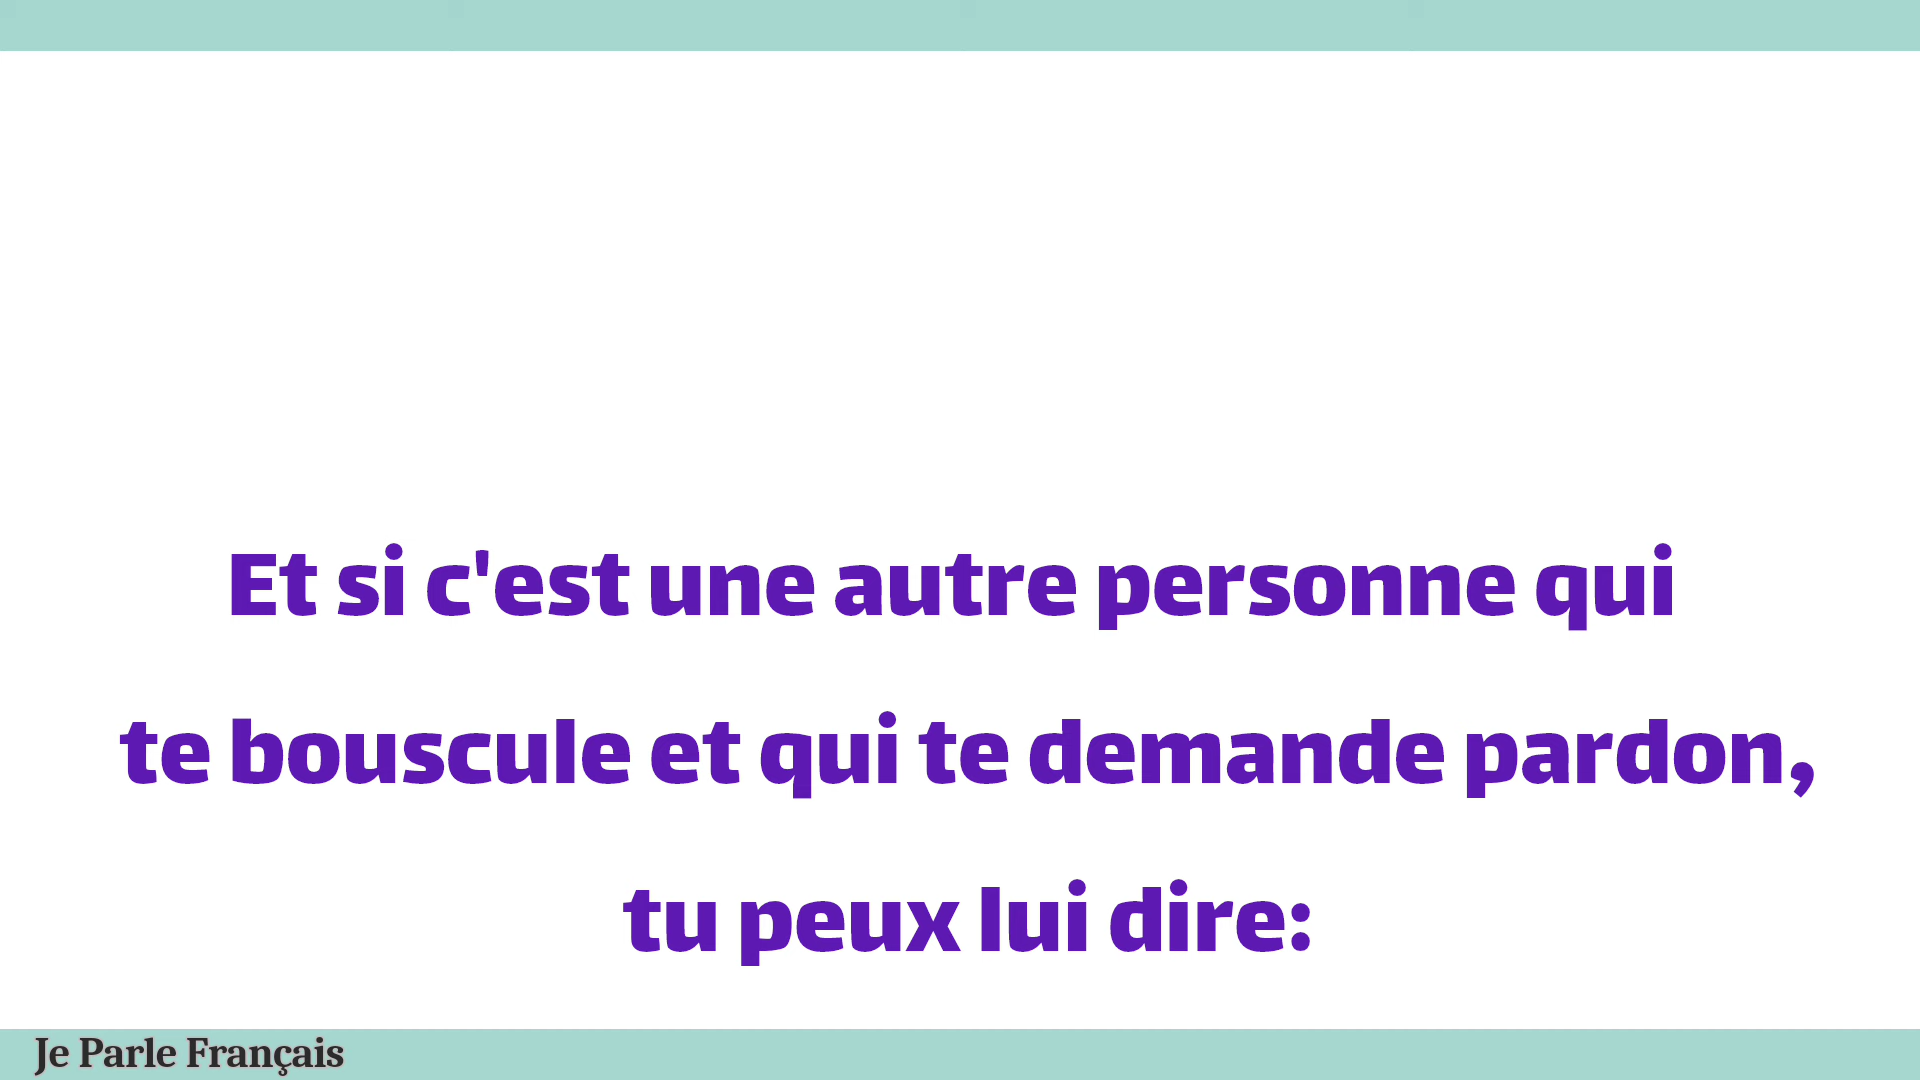 Et si c'est une autre personne qui
te bouscule et qui te demande pardon,
tu peux lui dire:
Je Parle Français